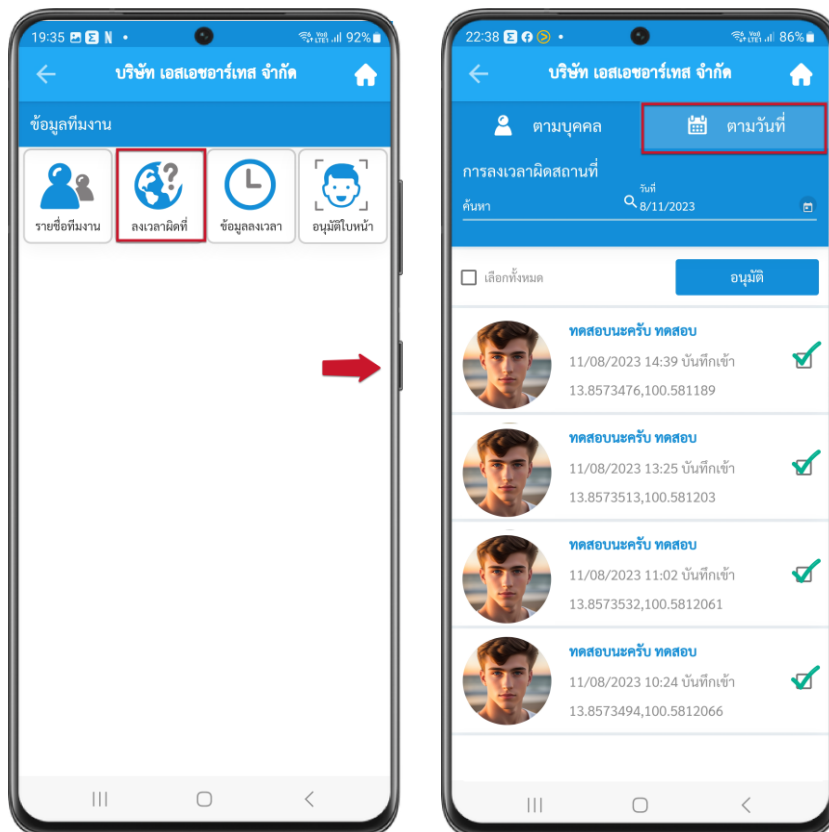 19:35 N • 92%
บริษัท เอสเอชอาร์เทส จำกัด
ข้อมูลทีมงาน
รายชื่อทีมงาน
ลงเวลาผิดที่
ข้อมูลลงเวลา
อนุมัติใบหน้า
22:38 • 86%
บริษัท เอสเอชอาร์เทส จำกัด
ตามบุคคล
ตามวันที่
การลงเวลาผิดสถานที่
วันที่
ค้นหา
8/11/2023
เลือกทั้งหมด
อนุมัติ
ทดสอบนะครับ ทดสอบ
11/08/2023 14:39 บันทึกเข้า
13.8573476,100.581189
ทดสอบนะครับ ทดสอบ
11/08/2023 13:25 บันทึกเข้า
13.8573513,100.581203
ทดสอบนะครับ ทดสอบ
11/08/2023 11:02 บันทึกเข้า
13.8573532,100.5812061
ทดสอบนะครับ ทดสอบ
11/08/2023 10:24 บันทึกเข้า
13.8573494,100.5812066